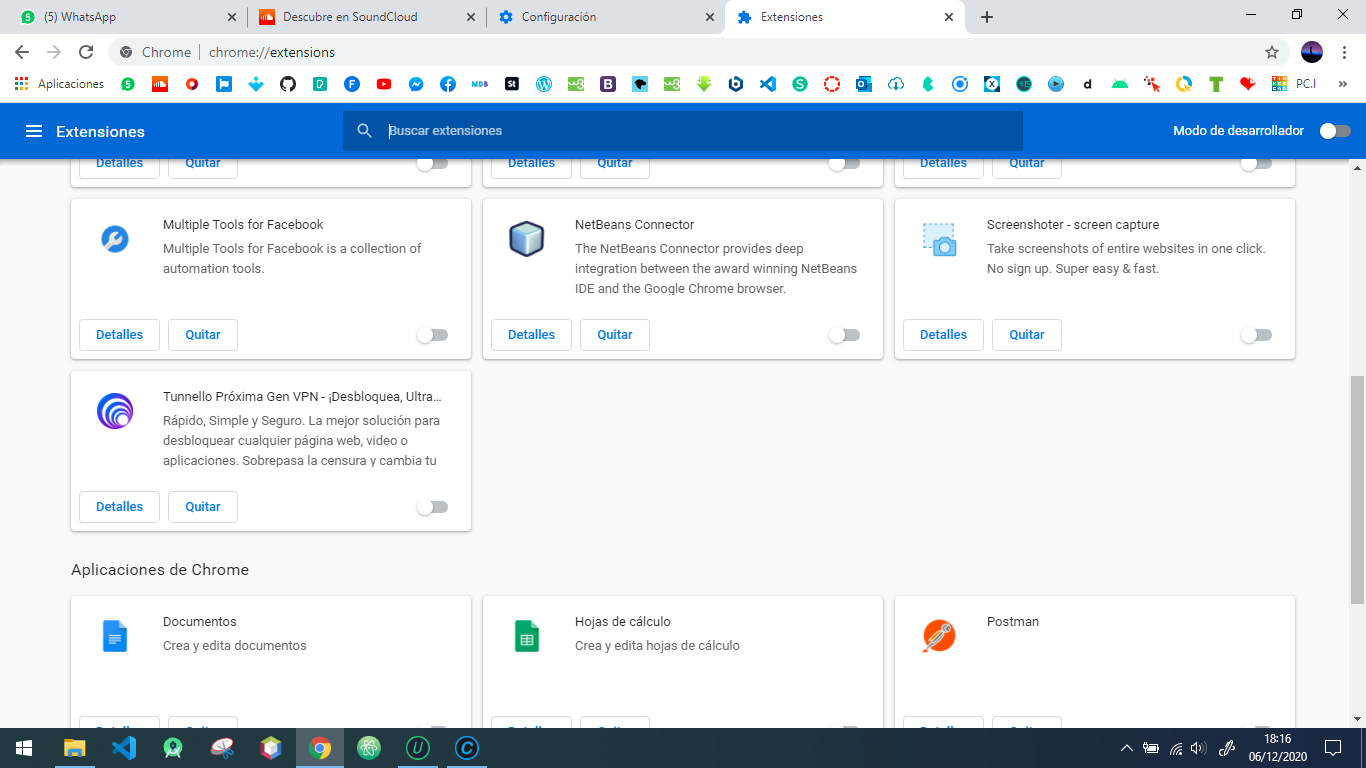 (5) WhatsApp
Descubre en SoundCloud
Configuración
Extensiones
Chrome
chrome://extensions
Aplicaciones
5
MDB
St
PC.I
»
Extensiones
Buscar extensiones
Modo de desarrollador
Detalles Quitar
Detalles Quitar
Detalles Quitar
Multiple Tools for Facebook
Multiple Tools for Facebook is a collection of
automation tools.
Detalles Quitar
NetBeans Connector
The NetBeans Connector provides deep
integration between the award winning NetBeans
IDE and the Google Chrome browser.
Detalles Quitar
Screenshoter - screen capture
Take screenshots of entire websites in one click.
No sign up. Super easy & fast.
Detalles Quitar
Tunnello Próxima Gen VPN - ¡Desbloquea, Ultra...
Rápido, Simple y Seguro. La mejor solución para
desbloquear cualquier página web, video o
aplicaciones. Sobrepasa la censura y cambia tu
Detalles Quitar
Aplicaciones de Chrome
Documentos
Crea y edita documentos
Hojas de cálculo
Crea y edita hojas de cálculo
Postman
18:16
06/12/2020